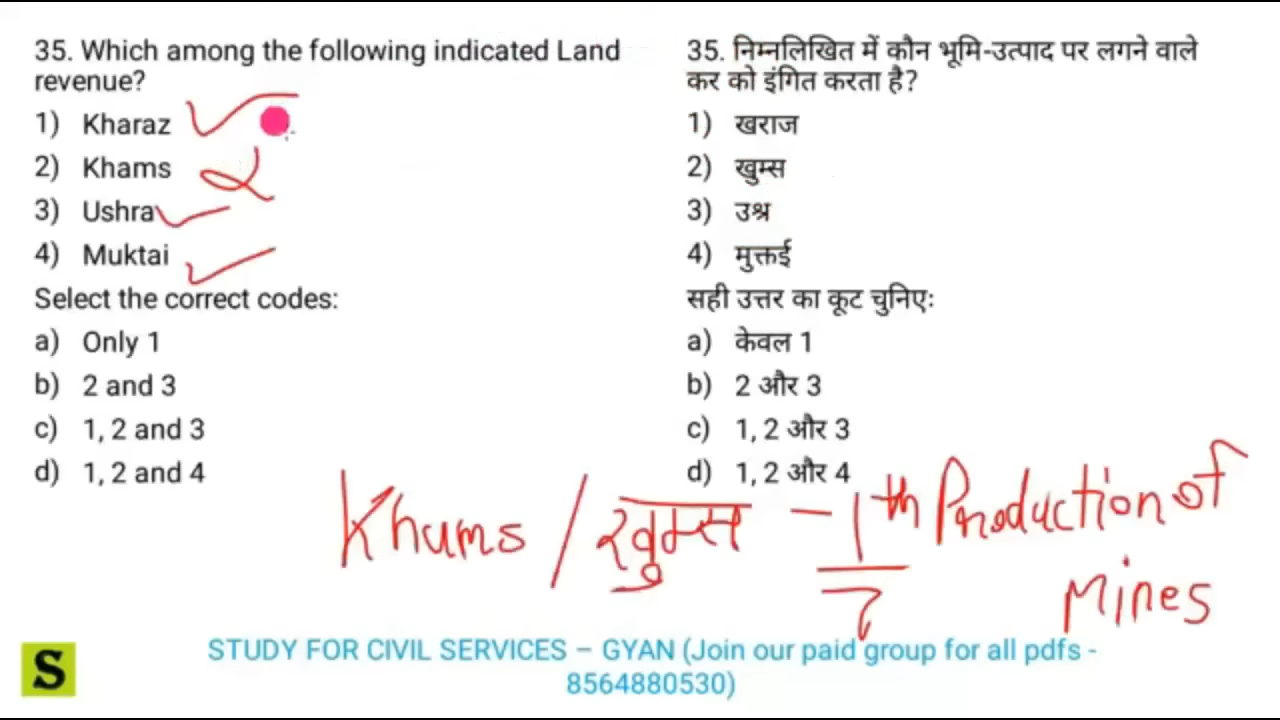 35. Which among the following indicated Land
revenue?
1) Kharaz
2) Khams
3) Ushra
4) Muktai
Select the correct codes:
a) Only 1
b) 2 and 3
c) 1, 2 and 3
d) 1, 2 and 4
35. निम्नलिखित में कौन भूमि-उत्पाद पर लगने वाले
कर को इंगित करता है?
1) खराज
2) खुम्स
3) उश्र
4) मुक्तई
सही उत्तर का कूट चुनिएः
a) केवल 1
b) 2 और 3
c) 1, 2 और 3
d) 1, 2 और 4
Khums / खुम्स - 1/7 th Production of
Mines
STUDY FOR CIVIL SERVICES – GYAN (Join our paid group for all pdfs -
8564880530)
S